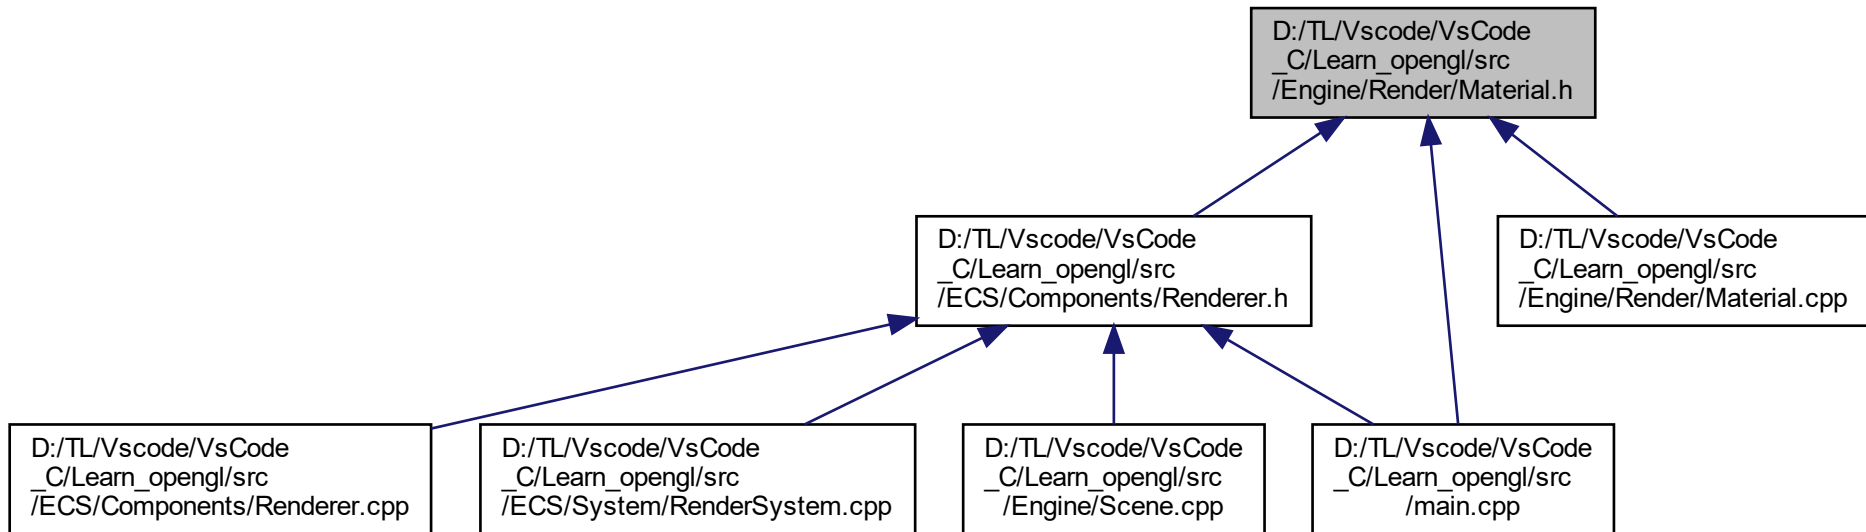 D:/TL/Vscode/VsCode
_C/Learn_opengl/src
/Engine/Render/Material.h
D:/TL/Vscode/VsCode
_C/Learn_opengl/src
/ECS/Components/Renderer.h
D:/TL/Vscode/VsCode
_C/Learn_opengl/src
/Engine/Render/Material.cpp
D:/TL/Vscode/VsCode
_C/Learn_opengl/src
/ECS/Components/Renderer.cpp
D:/TL/Vscode/VsCode
_C/Learn_opengl/src
/ECS/System/RenderSystem.cpp
D:/TL/Vscode/VsCode
_C/Learn_opengl/src
/Engine/Scene.cpp
D:/TL/Vscode/VsCode
_C/Learn_opengl/src
/main.cpp